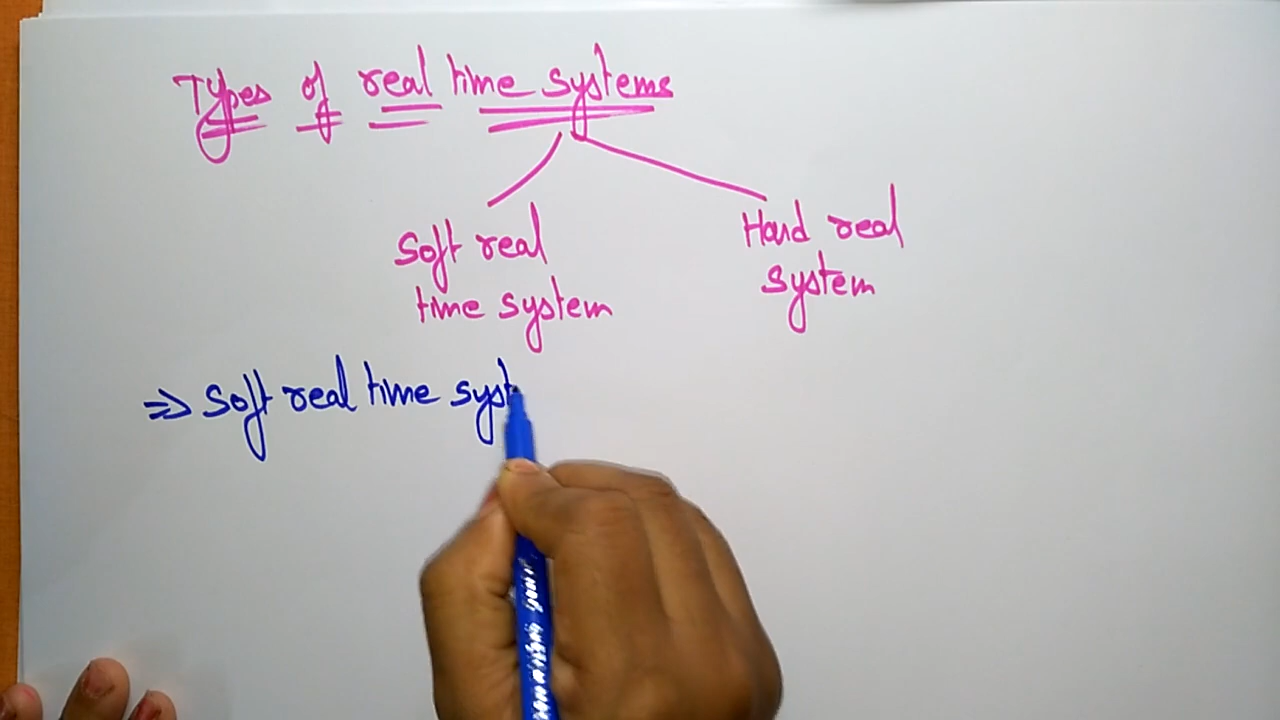 Types of real time systems
Soft real
time system
Hard real
system
⇒ Soft real time syst